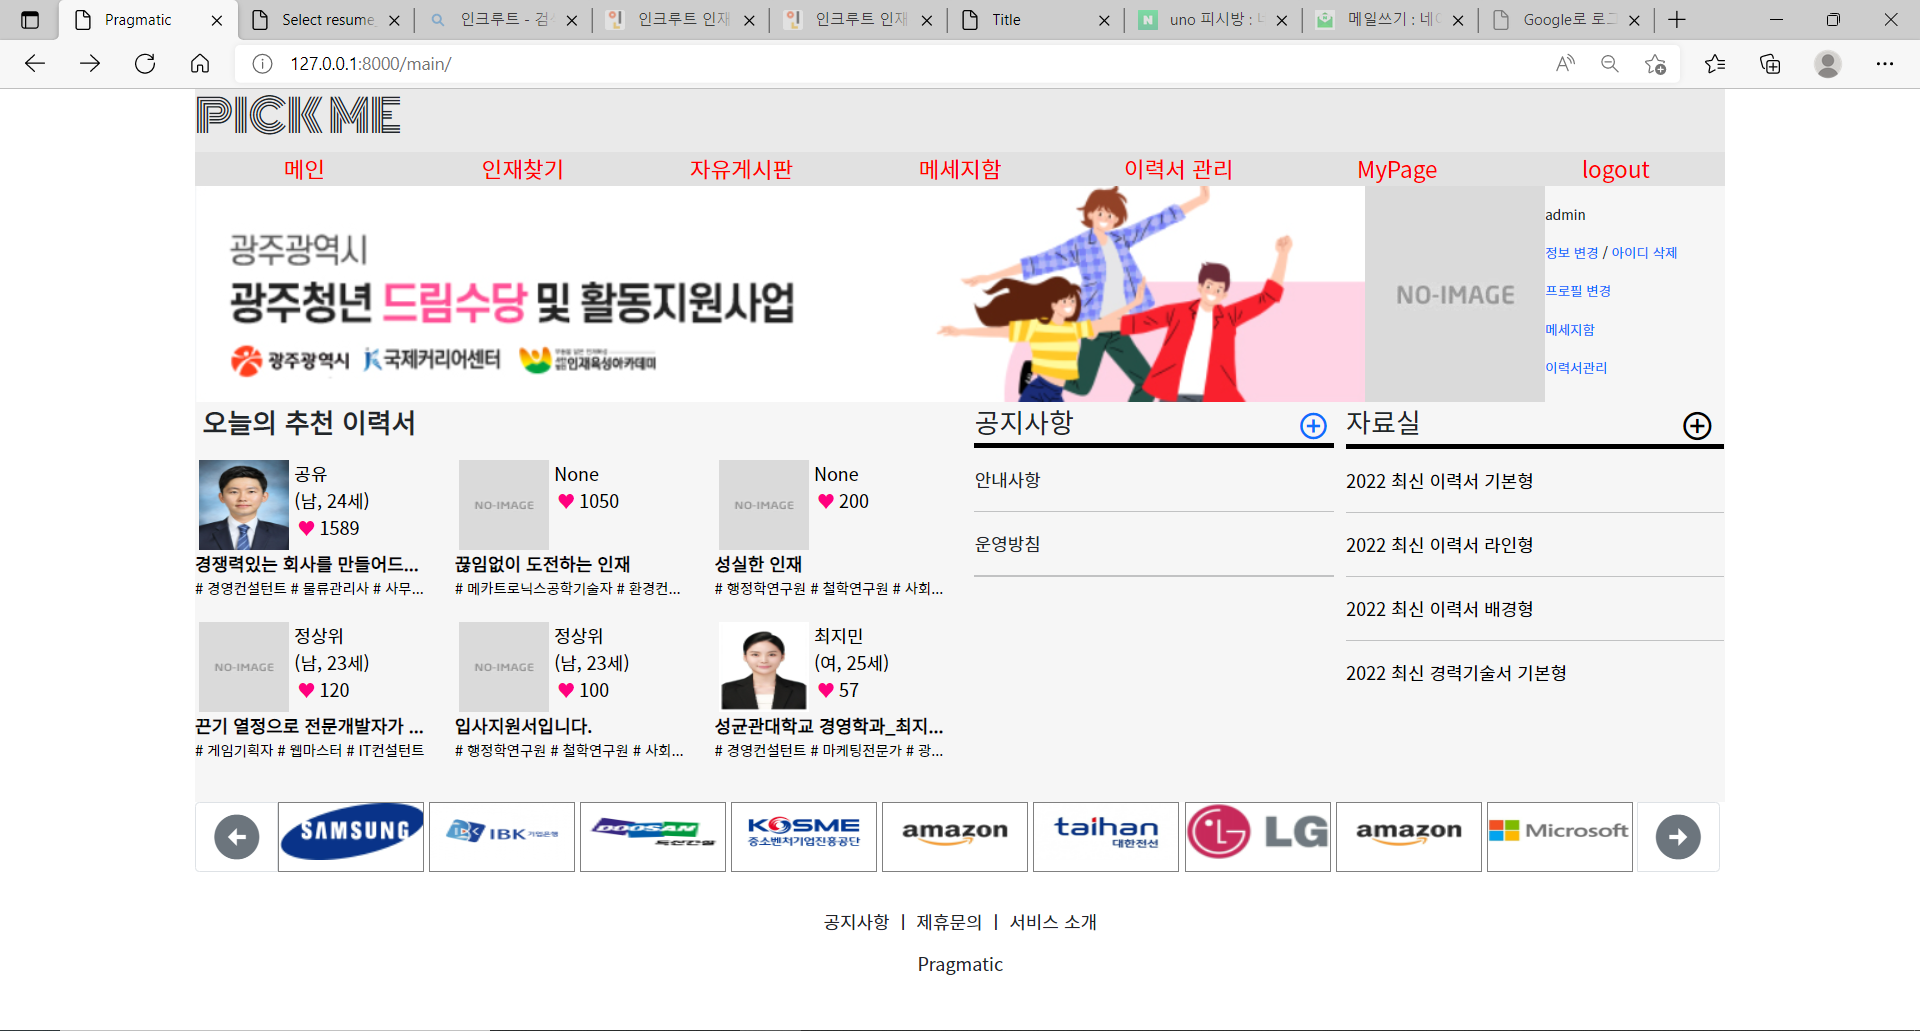 Pragmatic
Select resume
인크루트 - 검색
인크루트 인재
인크루트 인재
Title
uno 피시방 : 네
메일쓰기 : 네이
Google로 로그
127.0.0.1:8000/main/
PICK ME
메인 인재찾기 자유게시판 메세지함 이력서 관리 MyPage logout
광주광역시
광주청년 드림수당 및 활동지원사업
광주광역시 국제커리어센터 인재육성아카데미
NO-IMAGE
admin
정보 변경 / 아이디 삭제
프로필 변경
메세지함
이력서관리
오늘의 추천 이력서
공유
(남, 24세)
♥ 1589
경쟁력있는 회사를 만들어드...
# 경영컨설턴트 # 물류관리사 # 사무...
NO-IMAGE
None
♥ 1050
끊임없이 도전하는 인재
# 메카트로닉스공학기술자 # 환경컨...
NO-IMAGE
None
♥ 200
성실한 인재
# 행정학연구원 # 철학연구원 # 사회...
NO-IMAGE
정상위
(남, 23세)
♥ 120
끈기 열정으로 전문개발자가 ...
# 게임기획자 # 웹마스터 # IT컨설턴트
NO-IMAGE
정상위
(남, 23세)
♥ 100
입사지원서입니다.
# 행정학연구원 # 철학연구원 # 사회...
최지민
(여, 25세)
♥ 57
성균관대학교 경영학과_최지...
# 경영컨설턴트 # 마케팅전문가 # 광...
공지사항
안내사항
운영방침
자료실
2022 최신 이력서 기본형
2022 최신 이력서 라인형
2022 최신 이력서 배경형
2022 최신 경력기술서 기본형
SAMSUNG
IBK 기업은행
DOOSAN
두산건설
KOSME
중소벤처기업진흥공단
amazon
taihan
대한전선
LG
amazon
Microsoft
공지사항 | 제휴문의 | 서비스 소개
Pragmatic